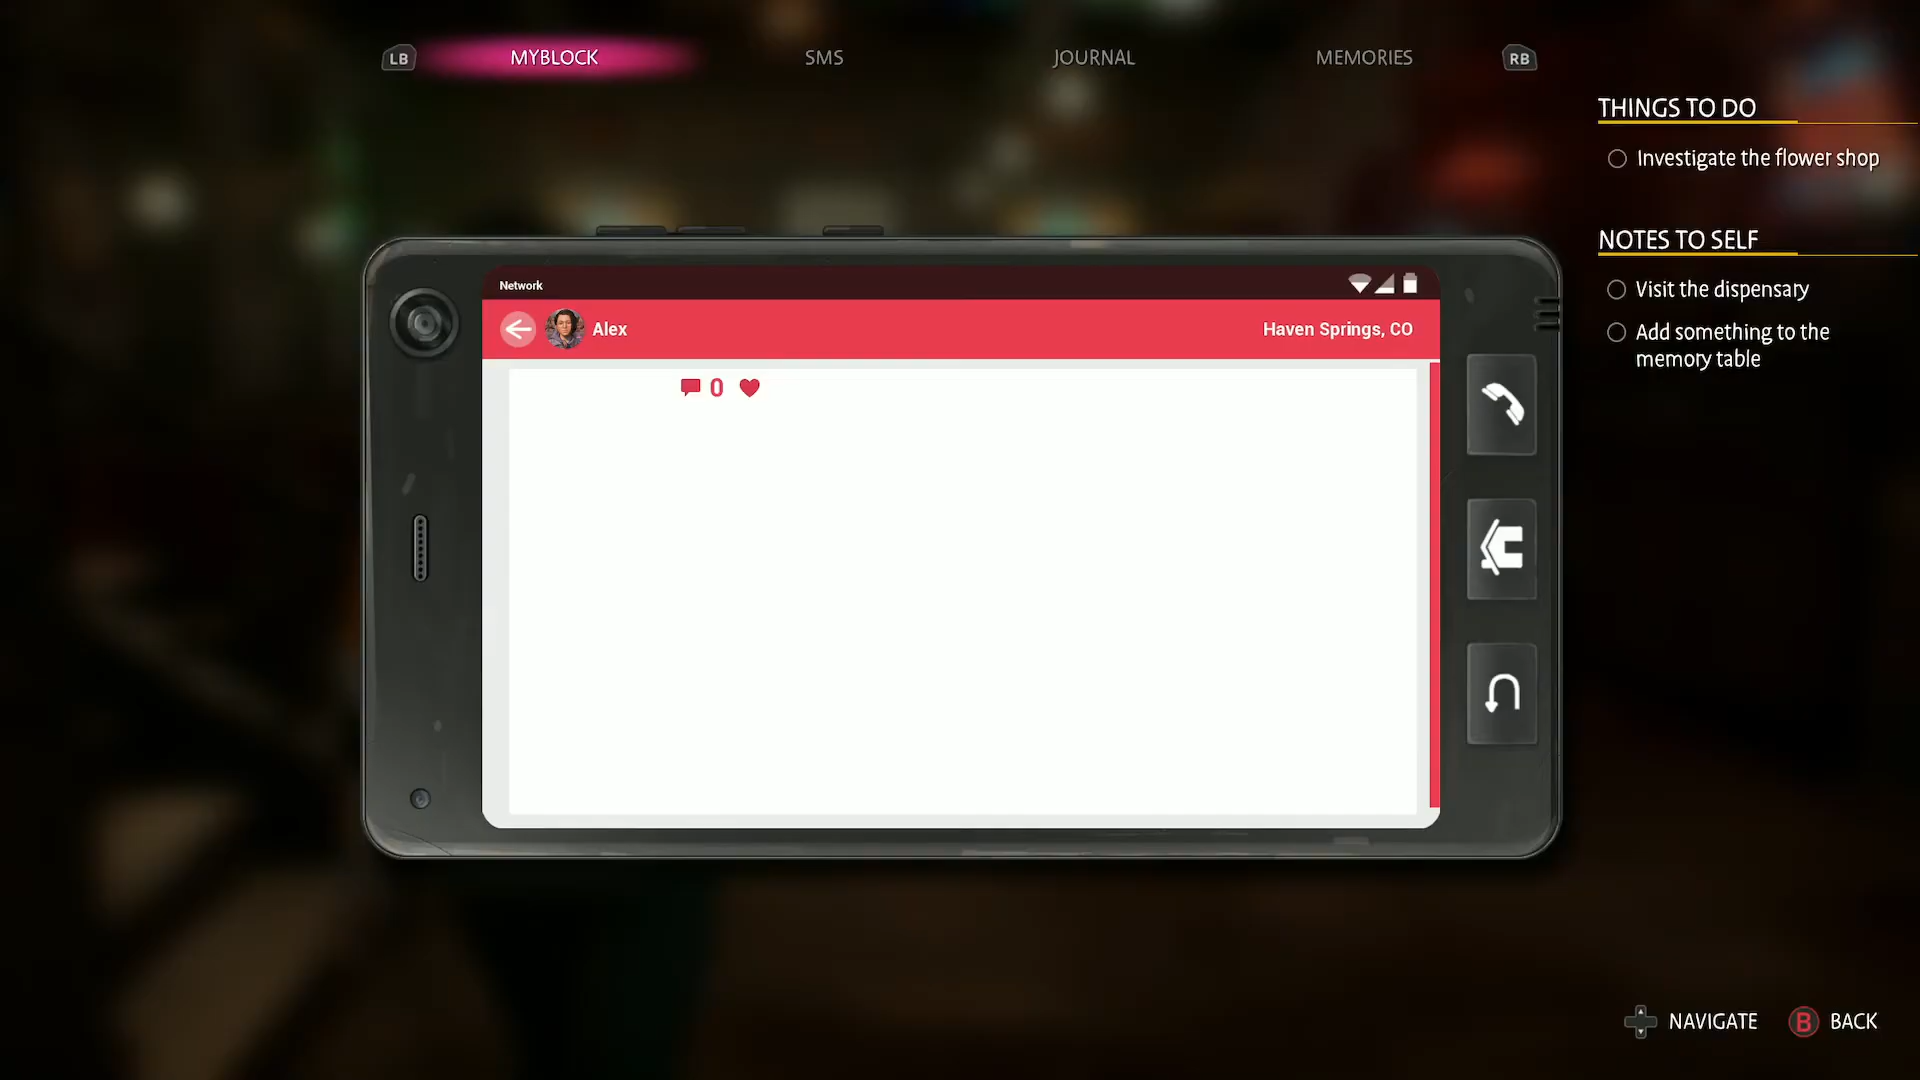 LB
MYBLOCK
SMS
JOURNAL
MEMORIES
RB
THINGS TO DO
Investigate the flower shop
NOTES TO SELF
Visit the dispensary
Add something to the
memory table
Network
Alex
Haven Springs, CO
0
NAVIGATE
B BACK